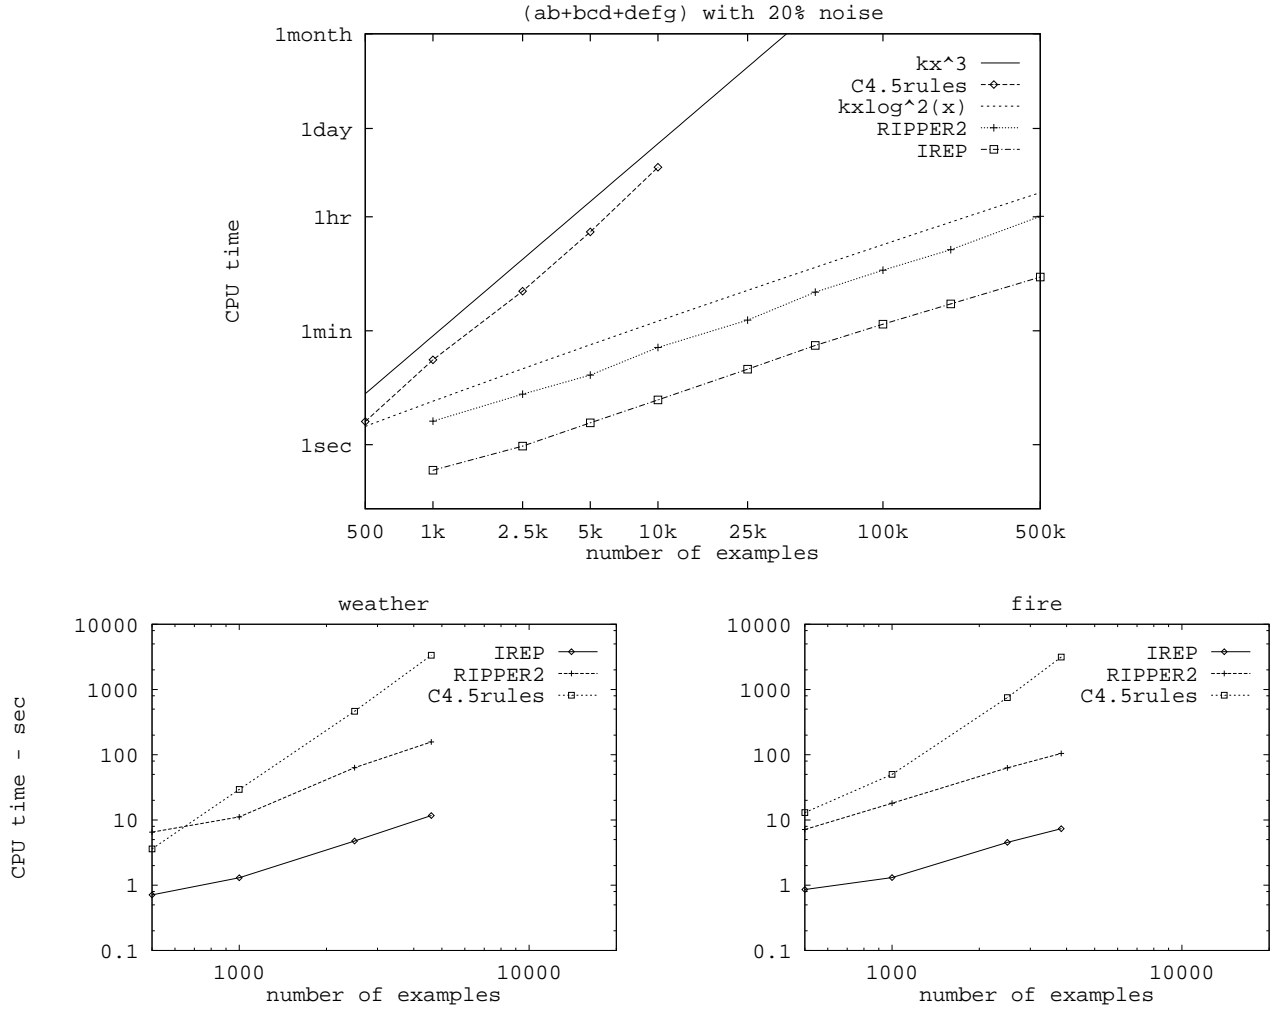 (ab+bcd+defg) with 20% noise
1month
1day
1hr
1min
1sec
CPU time
kx^3
C4.5rules
kxlog^2(x)
RIPPER2
IREP
500 1k 2.5k 5k 10k 25k 100k 500k
number of examples
weather
10000
1000
100
10
1
0.1
CPU time - sec
IREP
RIPPER2
C4.5rules
1000 10000
number of examples
fire
10000
1000
100
10
1
0.1
IREP
RIPPER2
C4.5rules
1000 10000
number of examples